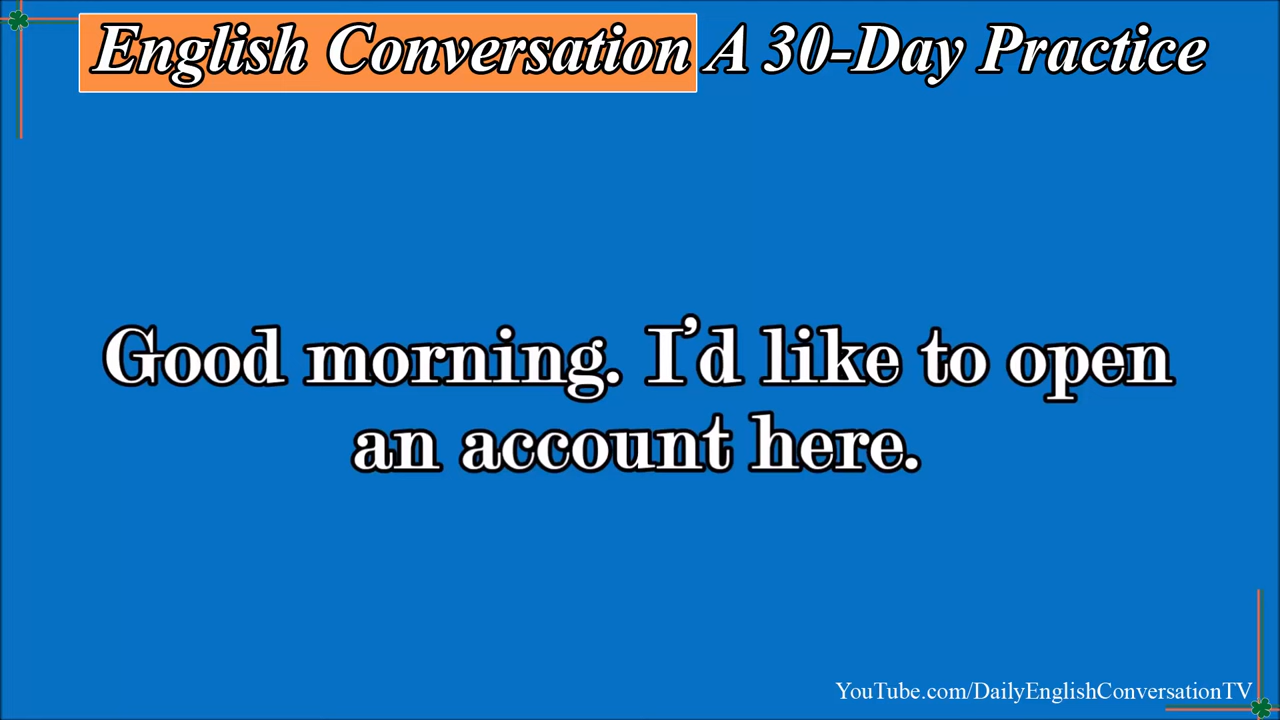 English Conversation A 30-Day Practice
Good morning. I’d like to open
an account here.
YouTube.com/DailyEnglishConversationTV